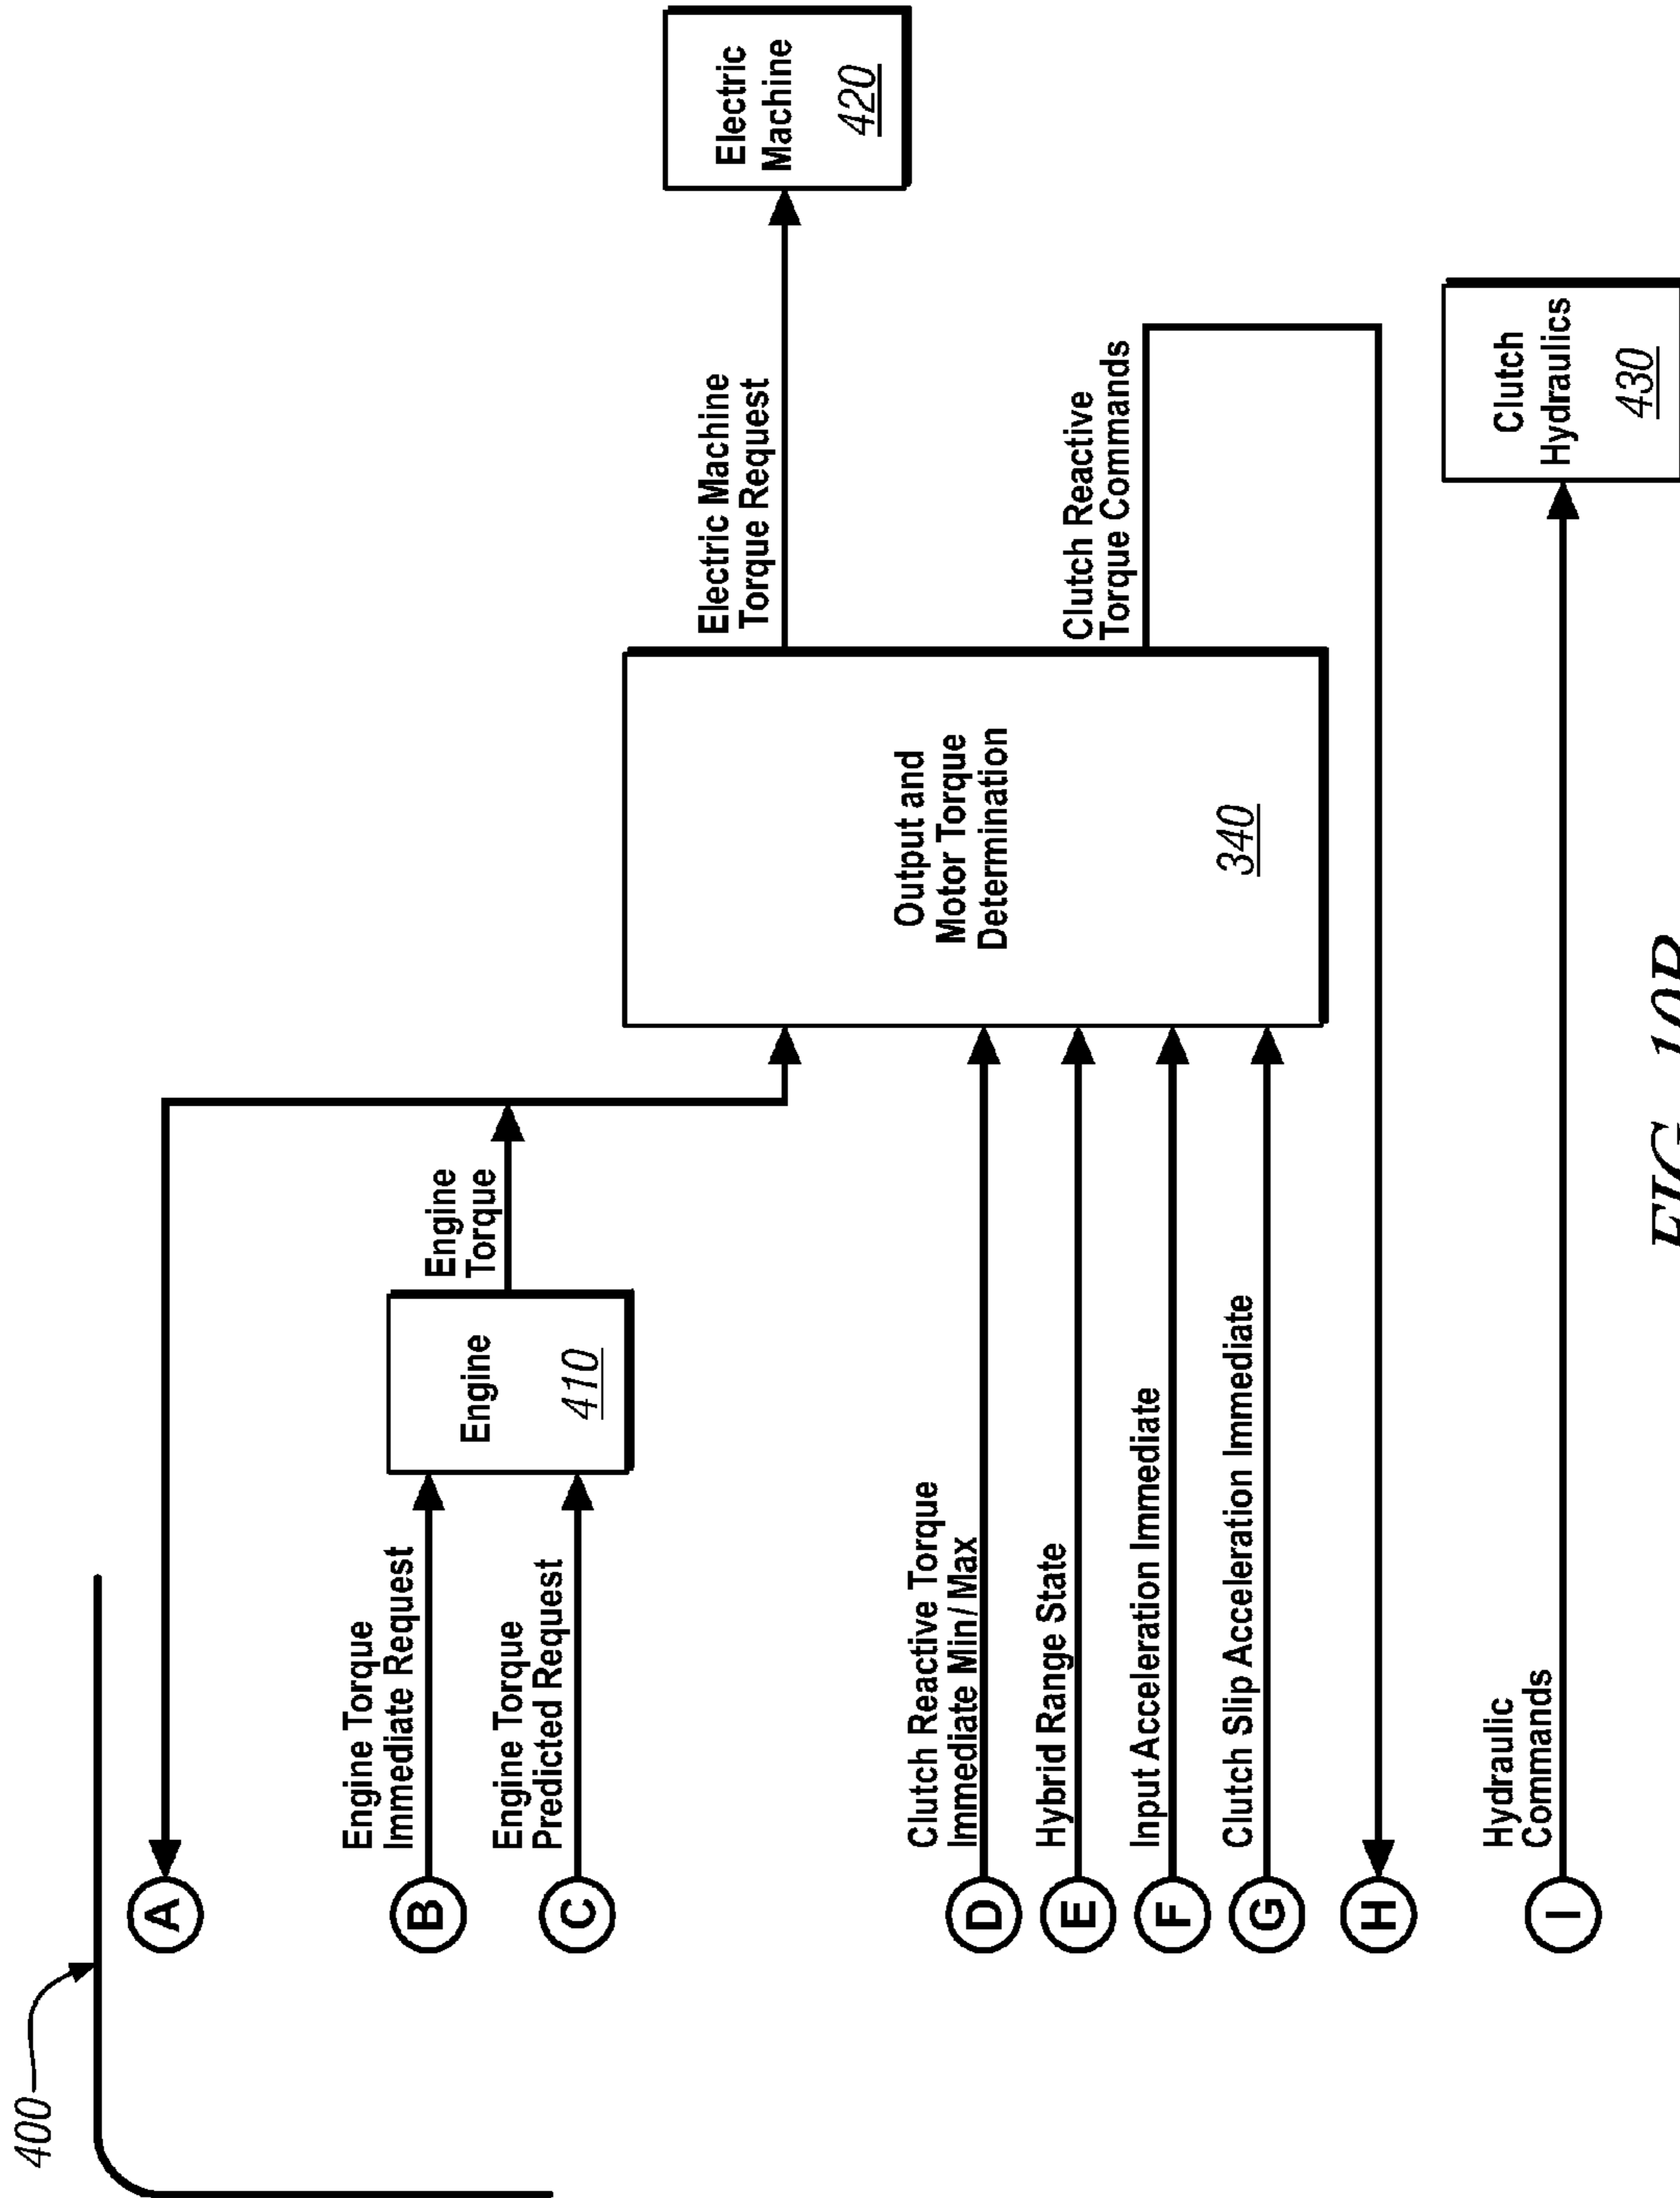 400
A
Engine Torque
Immediate Request
B
Engine Torque
Predicted Request
C
Engine
410
Engine
Torque
Clutch Reactive Torque
Immediate Min/Max
D
Hybrid Range State
E
Input Acceleration Immediate
F
Clutch Slip Acceleration Immediate
G
H
Output and
Motor Torque
Determination
340
Electric Machine
Torque Request
Electric
Machine
420
Clutch Reactive
Torque Commands
Hydraulic
Commands
I
Clutch
Hydraulics
430
FIG. 10B